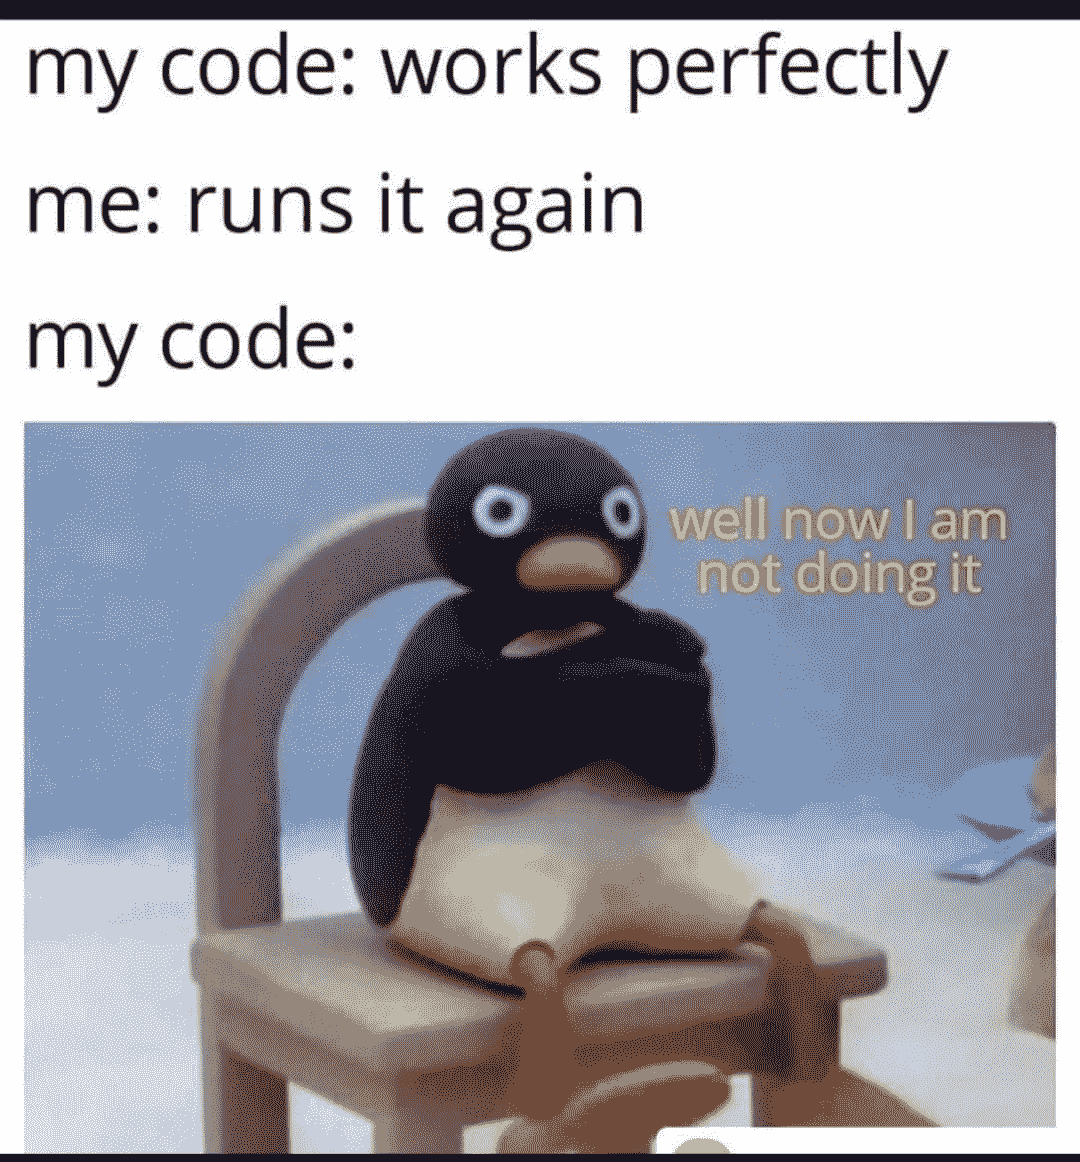 my code: works perfectly
me: runs it again
my code:
well now I am
not doing it